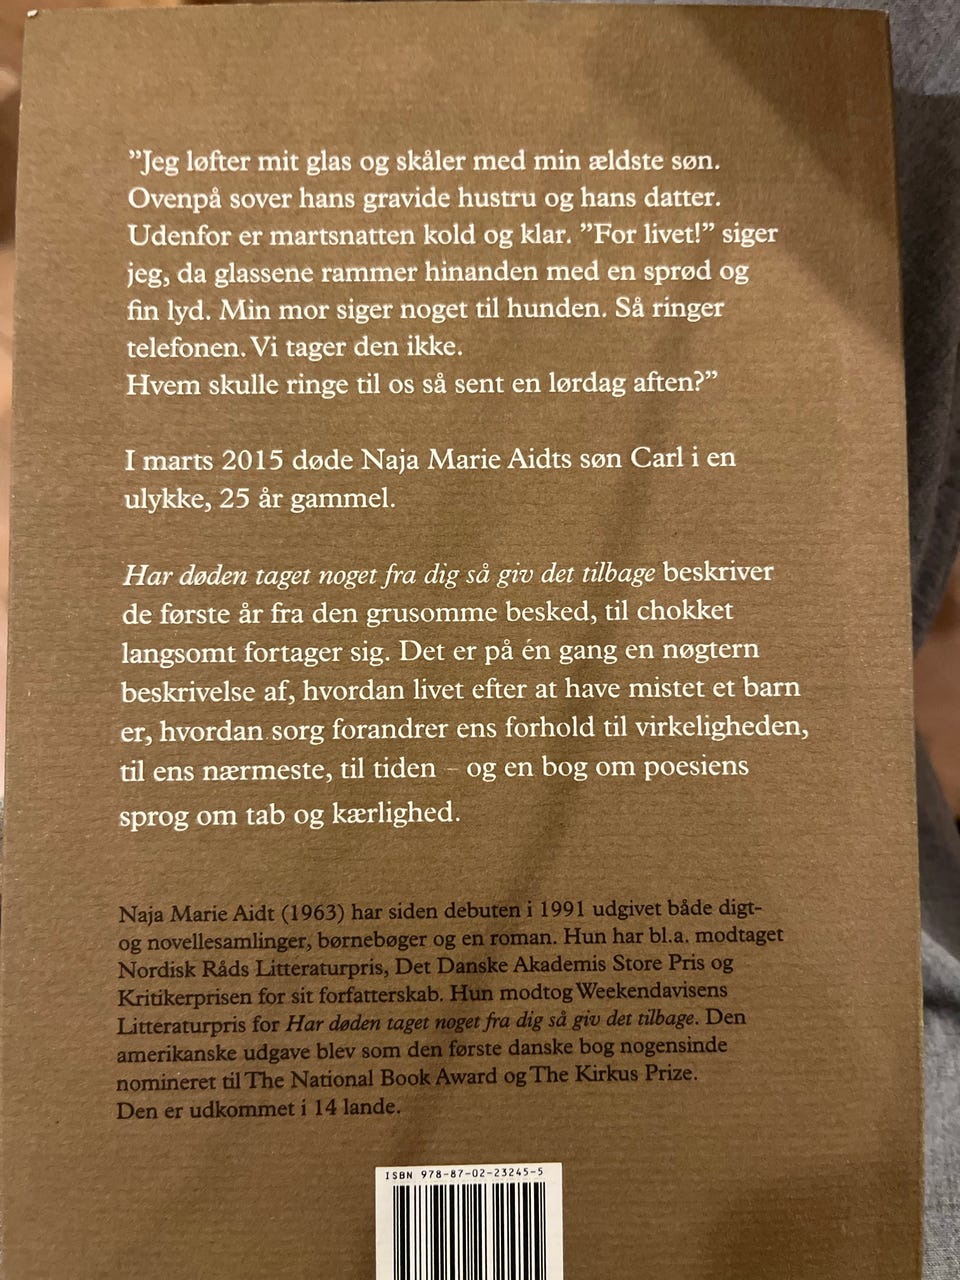 ”Jeg løfter mit glas og skåler med min ældste søn.
Ovenpå sover hans gravide hustru og hans datter.
Udenfor er martsnatten kold og klar. ”For livet!” siger
jeg, da glassene rammer hinanden med en sprød og
fin lyd. Min mor siger noget til hunden. Så ringer
telefonen. Vi tager den ikke.
Hvem skulle ringe til os så sent en lørdag aften?”
I marts 2015 døde Naja Marie Aidts søn Carl i en
ulykke, 25 år gammel.
Har døden taget noget fra dig så giv det tilbage beskriver
de første år fra den grusomme besked, til chokket
langsomt fortager sig. Det er på én gang en nøgtern
beskrivelse af, hvordan livet efter at have mistet et barn
er, hvordan sorg forandrer ens forhold til virkeligheden,
til ens nærmeste, til tiden – og en bog om poesiens
sprog om tab og kærlighed.
Naja Marie Aidt (1963) har siden debuten i 1991 udgivet både digt-
og novellesamlinger, børnebøger og en roman. Hun har bl.a. modtaget
Nordisk Råds Litteraturpris, Det Danske Akademis Store Pris og
Kritikerprisen for sit forfatterskab. Hun modtog Weekendavisens
Litteraturpris for Har døden taget noget fra dig så giv det tilbage. Den
amerikanske udgave blev som den første danske bog nogensinde
nomineret til The National Book Award og The Kirkus Prize.
Den er udkommet i 14 lande.
ISBN 978-87-02-23245-5